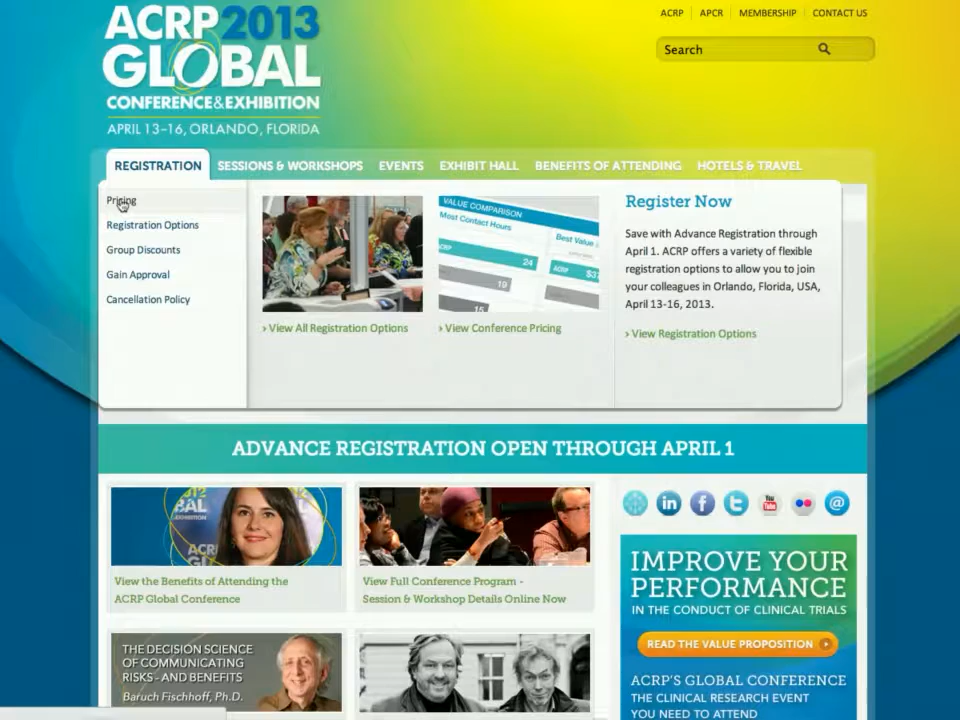 ACRP 2013
GLOBAL
CONFERENCE & EXHIBITION
APRIL 13–16, ORLANDO, FLORIDA
ACRP
APCR
MEMBERSHIP
CONTACT US
Search
REGISTRATION
SESSIONS & WORKSHOPS
EVENTS
EXHIBIT HALL
BENEFITS OF ATTENDING
HOTELS & TRAVEL
Pricing
Registration Options
Group Discounts
Gain Approval
Cancellation Policy
› View All Registration Options
VALUE COMPARISON
Most Contact Hours
Best Value
ACRP
24
ACRP
19
15
› View Conference Pricing
Register Now
Save with Advance Registration through
April 1. ACRP offers a variety of flexible
registration options to allow you to join
your colleagues in Orlando, Florida, USA,
April 13-16, 2013.
› View Registration Options
ADVANCE REGISTRATION OPEN THROUGH APRIL 1
View the Benefits of Attending the
ACRP Global Conference
View Full Conference Program -
Session & Workshop Details Online Now
in
f
t
You
Tube
@
IMPROVE YOUR
PERFORMANCE
IN THE CONDUCT OF CLINICAL TRIALS
READ THE VALUE PROPOSITION
ACRP'S GLOBAL CONFERENCE
THE CLINICAL RESEARCH EVENT
YOU NEED TO ATTEND
THE DECISION SCIENCE
OF COMMUNICATING
RISKS - AND BENEFITS
Baruch Fischhoff, Ph.D.